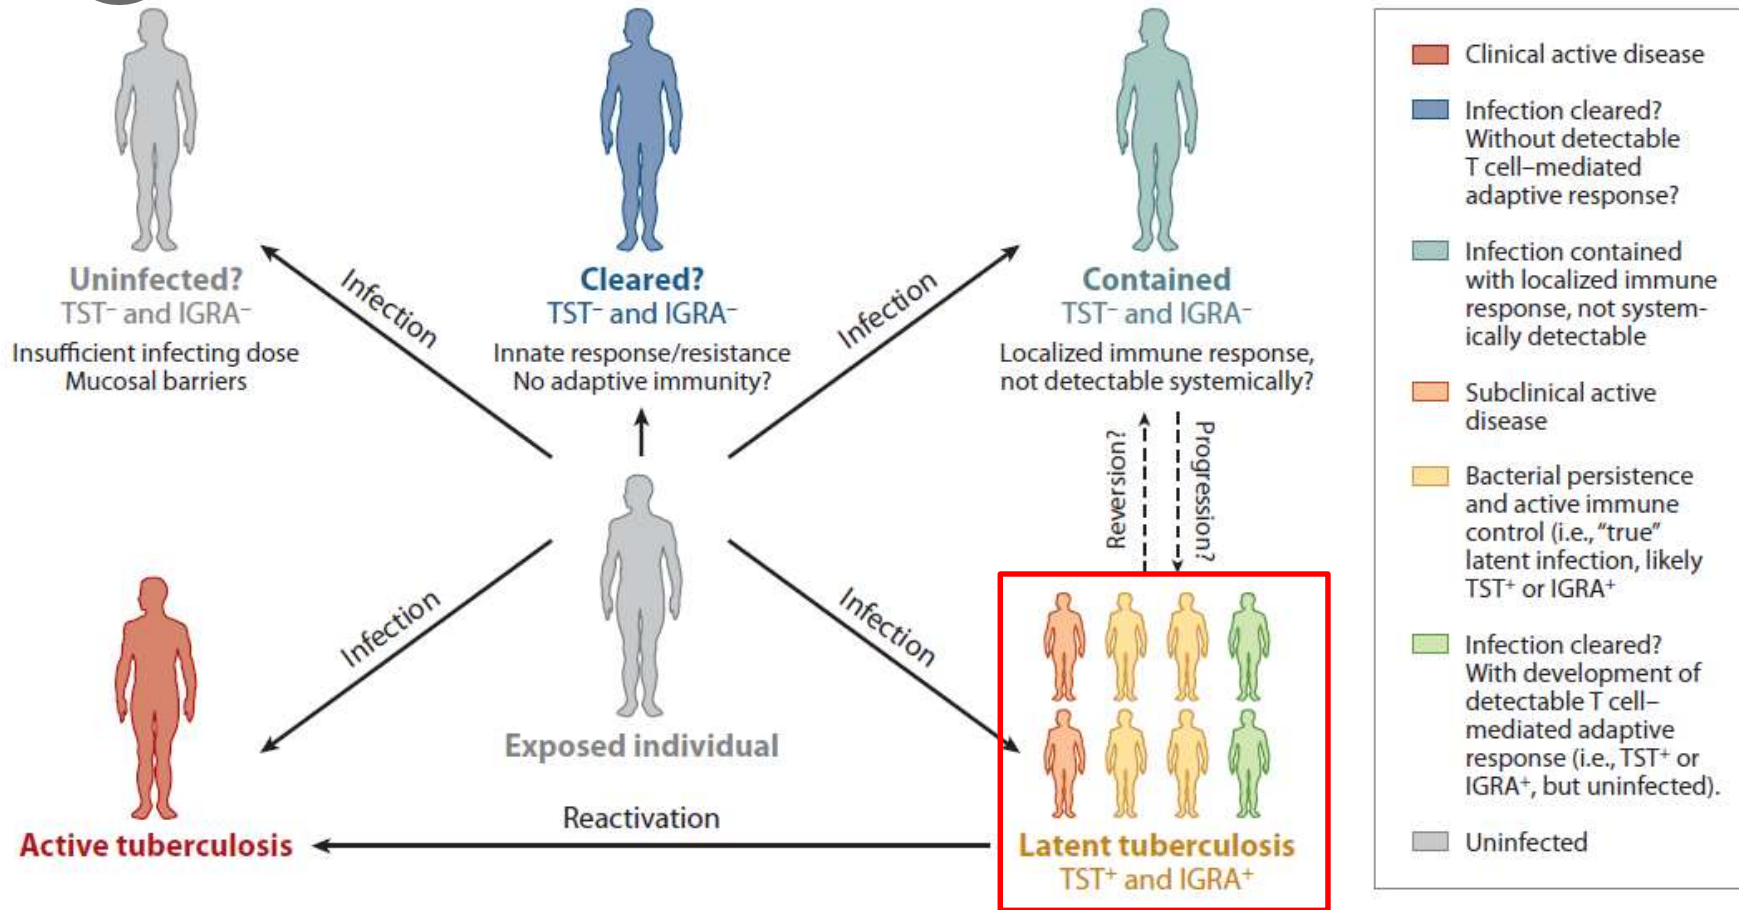 Uninfected?
TST⁻ and IGRA⁻
Insufficient infecting dose
Mucosal barriers
Infection
Cleared?
TST⁻ and IGRA⁻
Innate response/resistance
No adaptive immunity?
Infection
Contained
TST⁻ and IGRA⁻
Localized immune response,
not detectable systemically?
Reversion?
Progression?
Infection
Infection
Exposed individual
Reactivation
Active tuberculosis
Latent tuberculosis
TST⁺ and IGRA⁺
Clinical active disease
Infection cleared?
Without detectable
T cell–mediated
adaptive response?
Infection contained
with localized immune
response, not system-
ically detectable
Subclinical active
disease
Bacterial persistence
and active immune
control (i.e., “true”
latent infection, likely
TST⁺ or IGRA⁺
Infection cleared?
With development of
detectable T cell–
mediated adaptive
response (i.e., TST⁺ or
IGRA⁺, but uninfected).
Uninfected